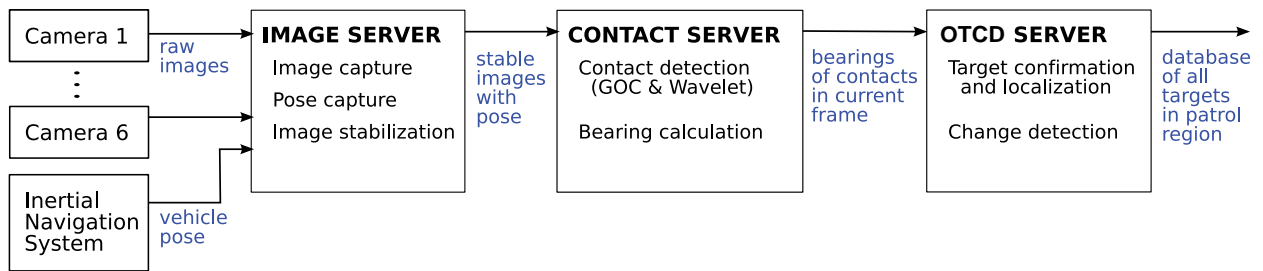 Camera 1
Camera 6
Inertial
Navigation
System
raw
images
vehicle
pose
IMAGE SERVER
Image capture
Pose capture
Image stabilization
stable
images
with
pose
CONTACT SERVER
Contact detection
(GOC & Wavelet)
Bearing calculation
bearings
of contacts
in current
frame
OTCD SERVER
Target confirmation
and localization
Change detection
database
of all
targets
in patrol
region